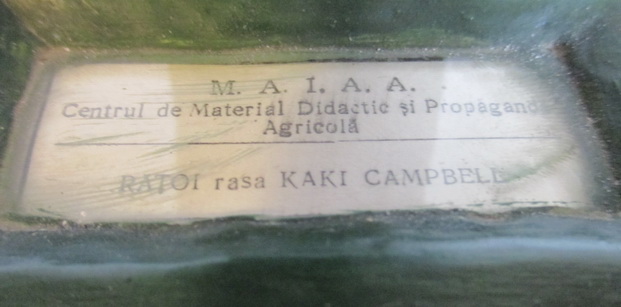 M. A. I. A. A.
Centrul de Material Didactic și Propagand
Agricolă
RATOI rasa KAKI CAMPBELL